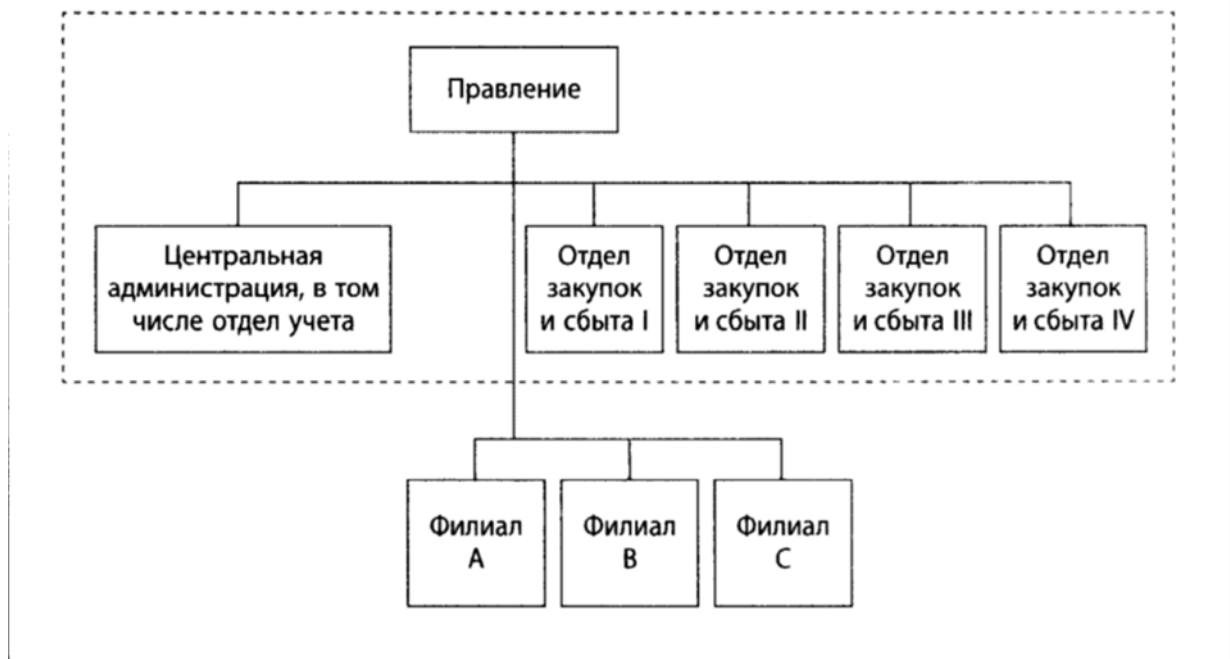 Правление
Центральная
администрация, в том
числе отдел учета
Отдел
закупок
и сбыта I
Отдел
закупок
и сбыта II
Отдел
закупок
и сбыта III
Отдел
закупок
и сбыта IV
Филиал
А
Филиал
В
Филиал
С